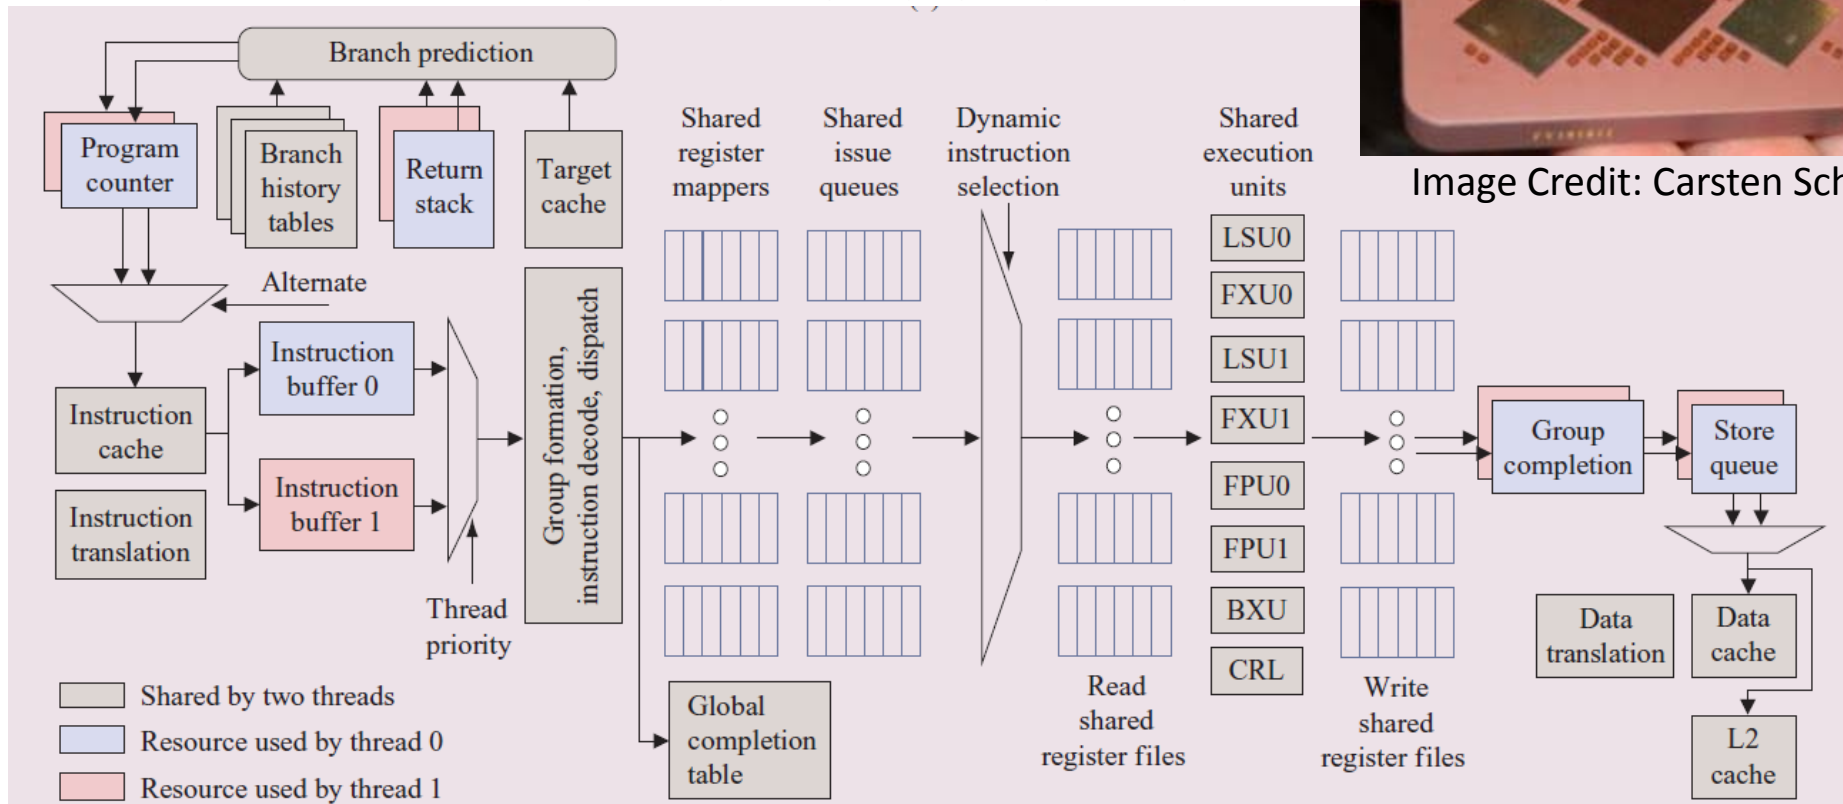 Branch prediction
Program
counter
Branch
history
tables
Return
stack
Target
cache
Shared
register
mappers
Shared
issue
queues
Dynamic
instruction
selection
Shared
execution
units
Image Credit: Carsten Sch
Alternate
Instruction
cache
Instruction
translation
Instruction
buffer 0
Instruction
buffer 1
Thread
priority
Group formation,
instruction decode, dispatch
Global
completion
table
LSU0
FXU0
LSU1
FXU1
FPU0
FPU1
BXU
CRL
Read
shared
register files
Write
shared
register files
Group
completion
Store
queue
Data
translation
Data
cache
L2
cache
Shared by two threads
Resource used by thread 0
Resource used by thread 1